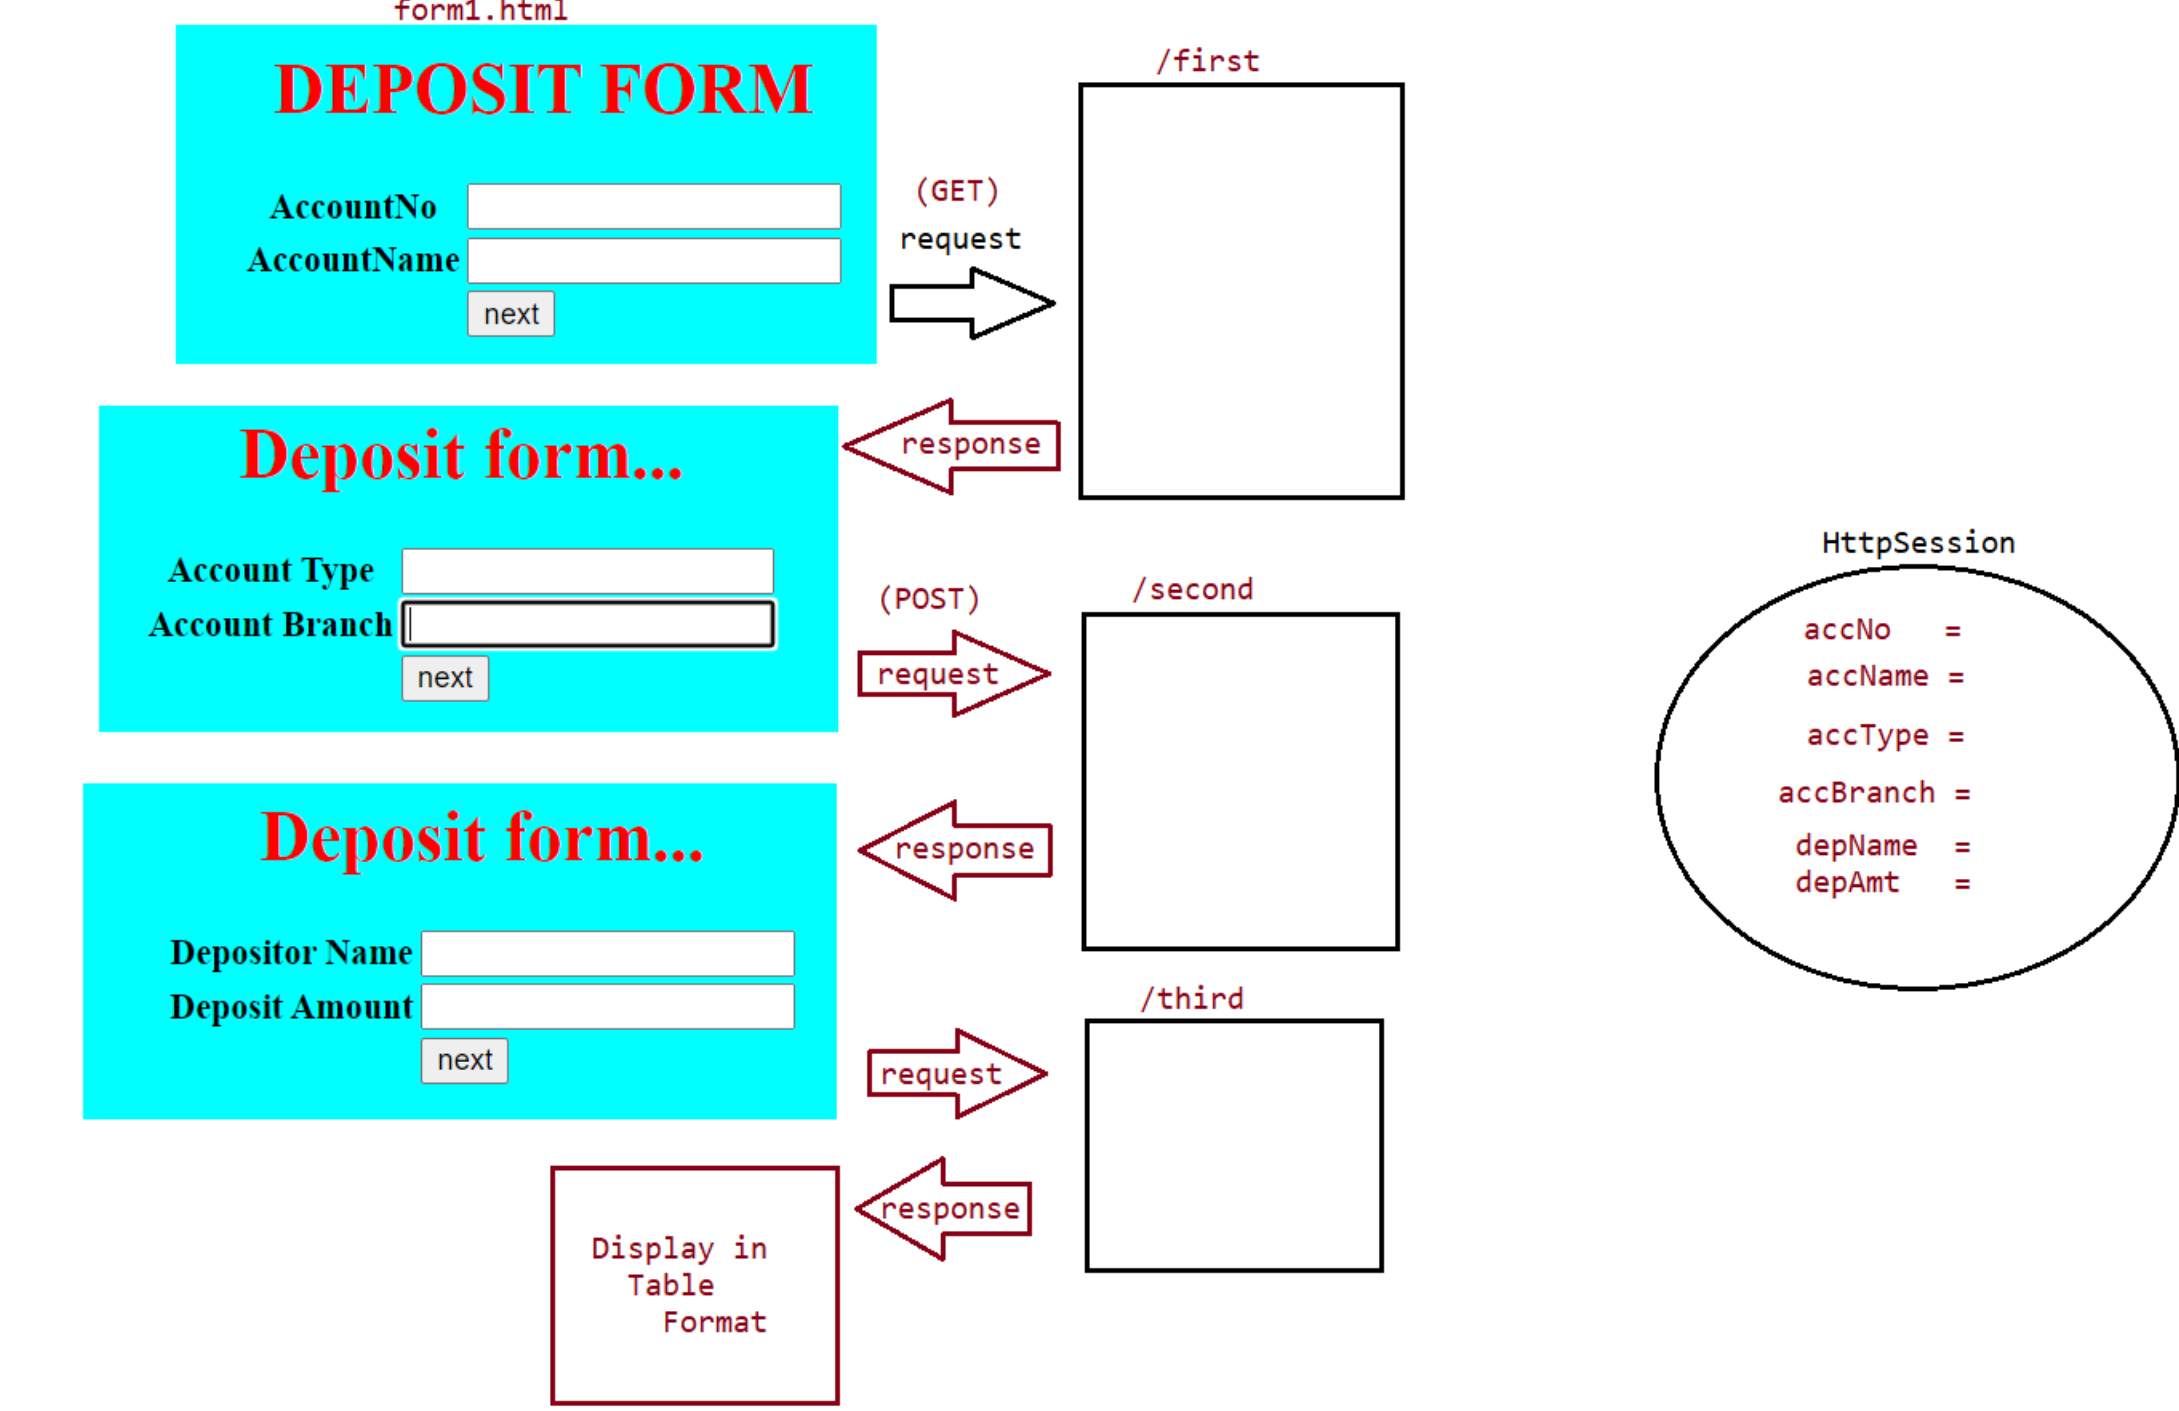 form1.html
DEPOSIT FORM
AccountNo
AccountName
next
(GET)
request
/first
response
Deposit form...
Account Type
Account Branch
next
(POST)
request
/second
response
Deposit form...
Depositor Name
Deposit Amount
next
request
/third
response
Display in
Table
Format
HttpSession
accNo =
accName =
accType =
accBranch =
depName =
depAmt =